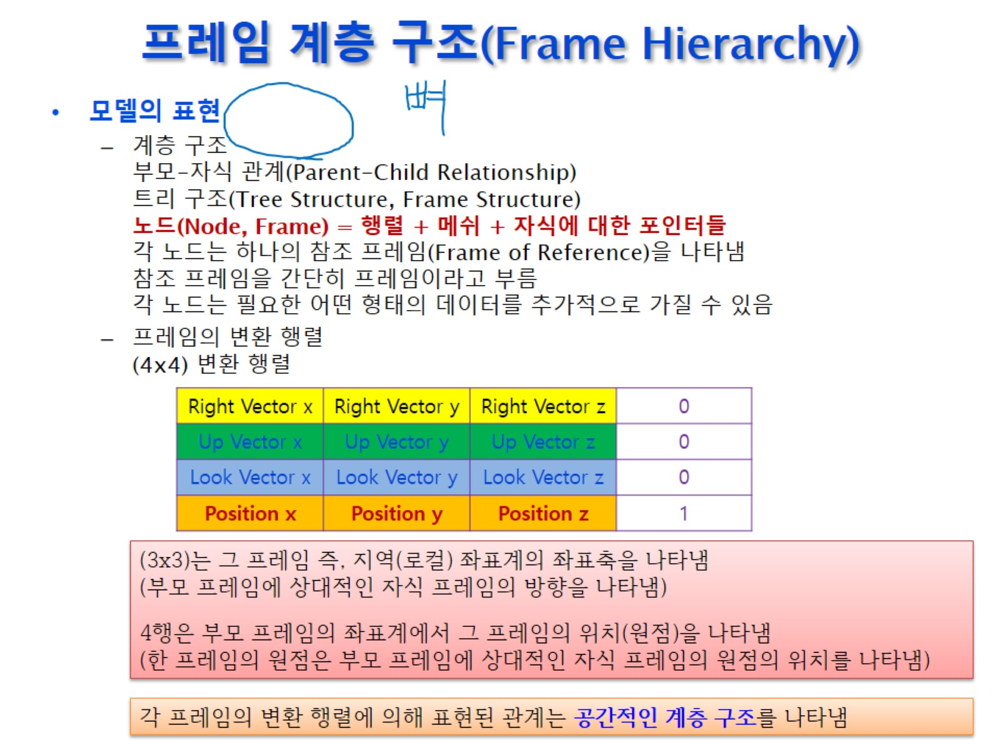 프레임 계층 구조(Frame Hierarchy)
• 모델의 표현
뼈
– 계층 구조
부모-자식 관계(Parent-Child Relationship)
트리 구조(Tree Structure, Frame Structure)
노드(Node, Frame) = 행렬 + 메쉬 + 자식에 대한 포인터들
각 노드는 하나의 참조 프레임(Frame of Reference)을 나타냄
참조 프레임을 간단히 프레임이라고 부름
각 노드는 필요한 어떤 형태의 데이터를 추가적으로 가질 수 있음
– 프레임의 변환 행렬
(4x4) 변환 행렬
Right Vector x Right Vector y Right Vector z 0
Up Vector x Up Vector y Up Vector z 0
Look Vector x Look Vector y Look Vector z 0
Position x Position y Position z 1
(3x3)는 그 프레임 즉, 지역(로컬) 좌표계의 좌표축을 나타냄
(부모 프레임에 상대적인 자식 프레임의 방향을 나타냄)
4행은 부모 프레임의 좌표계에서 그 프레임의 위치(원점)을 나타냄
(한 프레임의 원점은 부모 프레임에 상대적인 자식 프레임의 원점의 위치를 나타냄)
각 프레임의 변환 행렬에 의해 표현된 관계는 공간적인 계층 구조를 나타냄